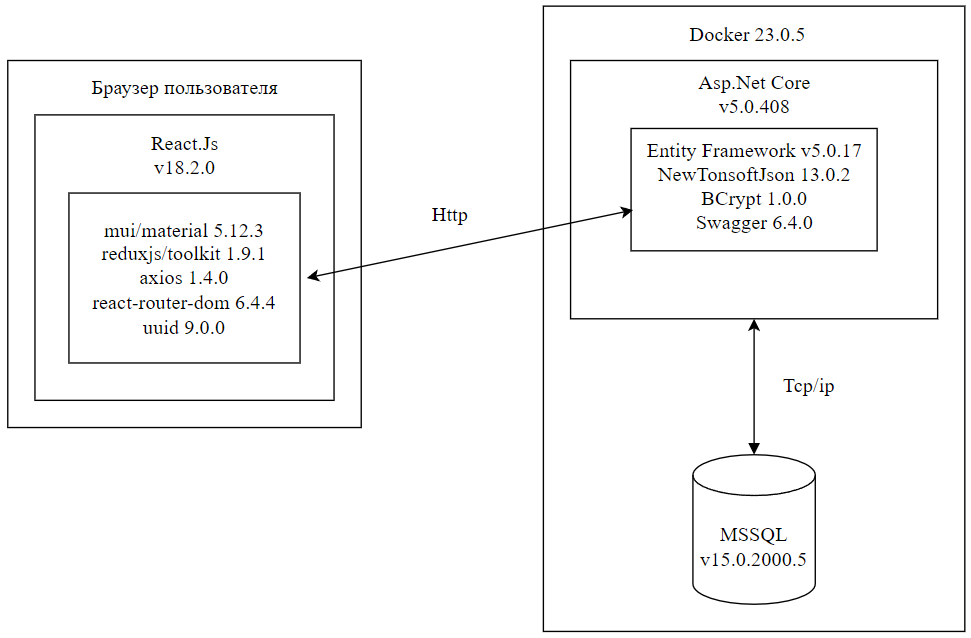 Браузер пользователя
React.Js
v18.2.0
mui/material 5.12.3
reduxjs/toolkit 1.9.1
axios 1.4.0
react-router-dom 6.4.4
uuid 9.0.0
Http
Docker 23.0.5
Asp.Net Core
v5.0.408
Entity Framework v5.0.17
NewTonsoftJson 13.0.2
BCrypt 1.0.0
Swagger 6.4.0
Tcp/ip
MSSQL
v15.0.2000.5